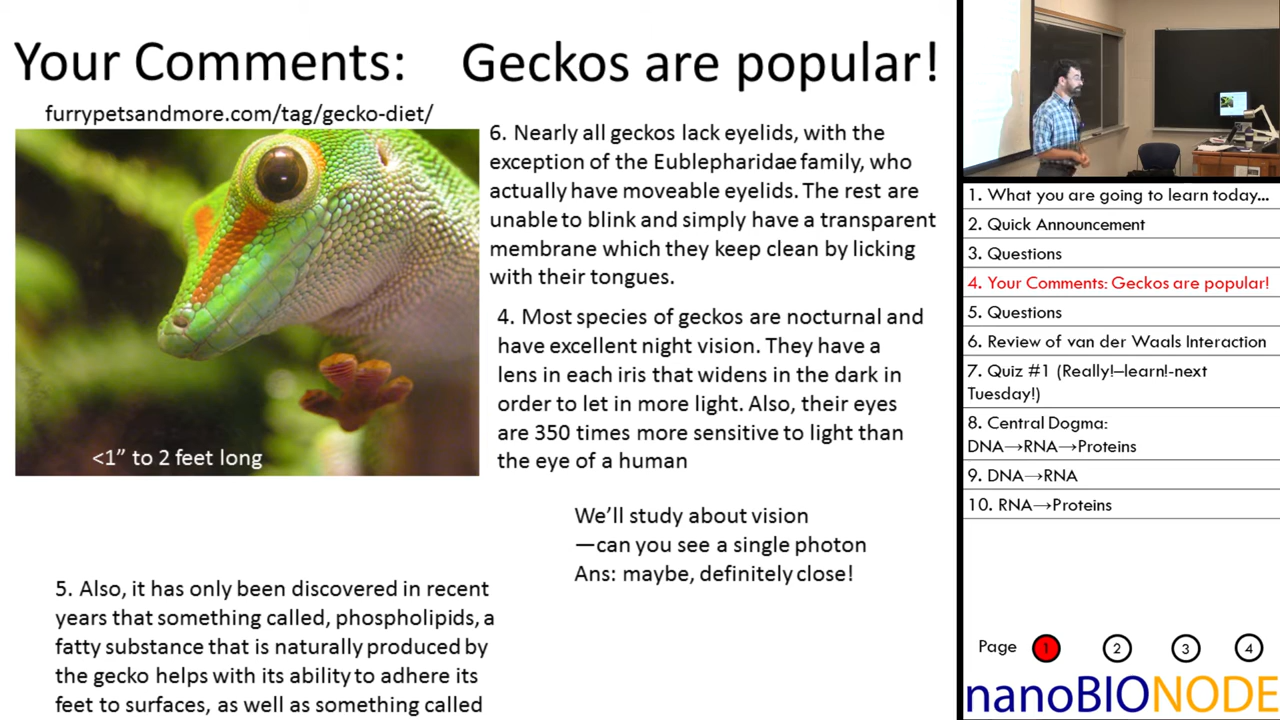 Your Comments: Geckos are popular!
furrypetsandmore.com/tag/gecko-diet/
<1” to 2 feet long
6. Nearly all geckos lack eyelids, with the
exception of the Eublepharidae family, who
actually have moveable eyelids. The rest are
unable to blink and simply have a transparent
membrane which they keep clean by licking
with their tongues.
4. Most species of geckos are nocturnal and
have excellent night vision. They have a
lens in each iris that widens in the dark in
order to let in more light. Also, their eyes
are 350 times more sensitive to light than
the eye of a human
We’ll study about vision
—can you see a single photon
Ans: maybe, definitely close!
5. Also, it has only been discovered in recent
years that something called, phospholipids, a
fatty substance that is naturally produced by
the gecko helps with its ability to adhere its
feet to surfaces, as well as something called
1. What you are going to learn today...
2. Quick Announcement
3. Questions
4. Your Comments: Geckos are popular!
5. Questions
6. Review of van der Waals Interaction
7. Quiz #1 (Really!–learn!-next
Tuesday!)
8. Central Dogma:
DNA→RNA→Proteins
9. DNA→RNA
10. RNA→Proteins
Page 1 2 3 4
nanoBIONODE